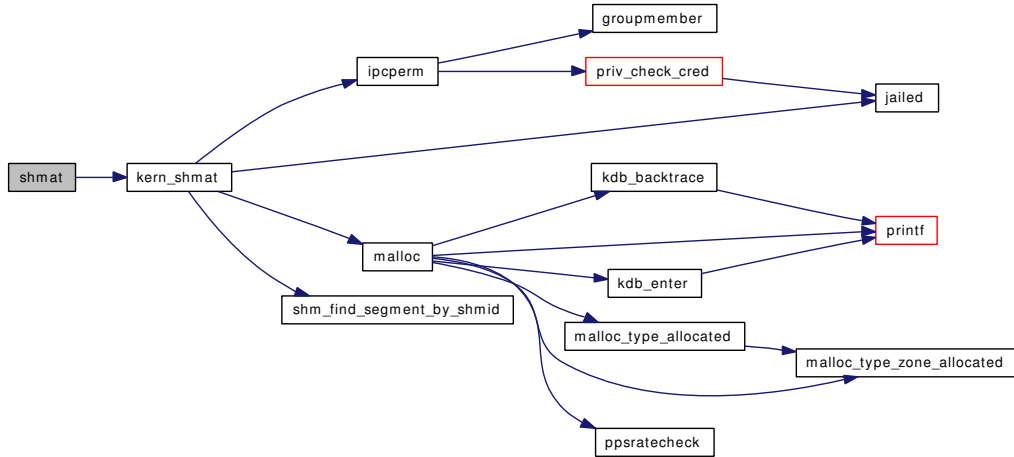 groupmember
ipcperm
priv_check_cred
jailed
shmat
kern_shmat
kdb_backtrace
printf
malloc
kdb_enter
shm_find_segment_by_shmid
malloc_type_allocated
malloc_type_zone_allocated
ppsratecheck